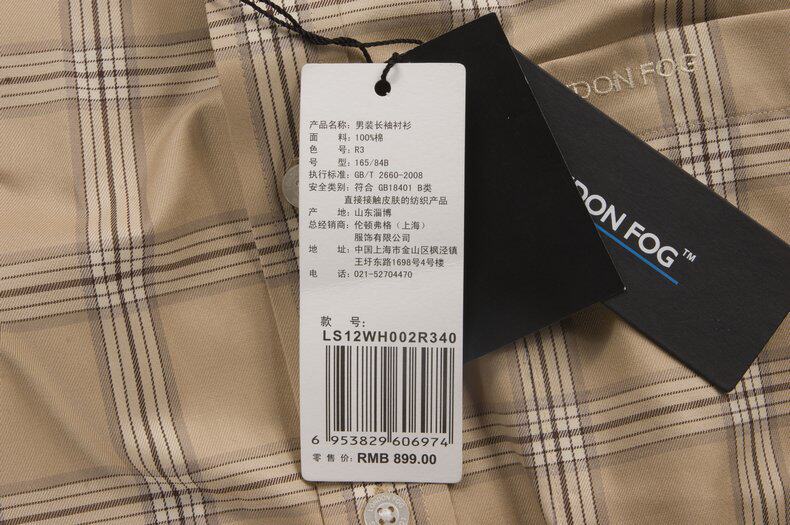 产品名称: 男装长袖衬衫
面 料: 100%棉
色 号: R3
号 型: 165/84B
执行标准: GB/T 2660-2008
安全类别: 符合 GB18401 B类
直接接触皮肤的纺织产品
产 地: 山东淄博
总经销商: 伦顿弗格（上海）
服饰有限公司
地 址: 中国上海市金山区枫泾镇
王圩东路1698号4号楼
电 话: 021-52704470
款 号:
LS12WH002R340
6 953829 606974
零售价: RMB 899.00
DON FOG
DON FOG™